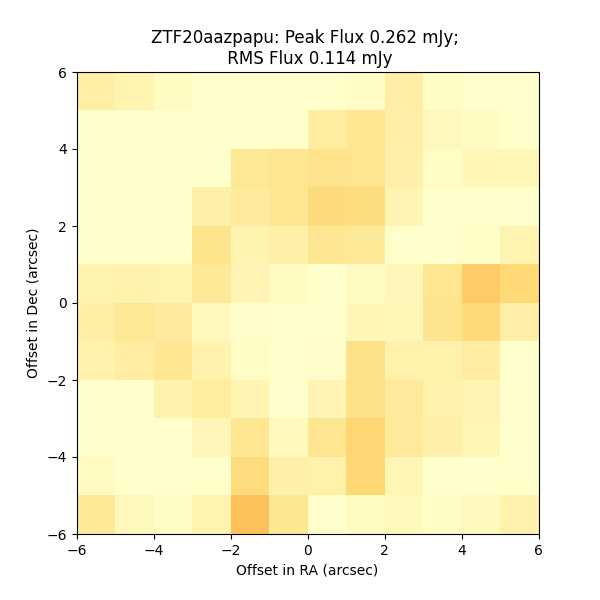 ZTF20aazpapu: Peak Flux 0.262 mJy;
RMS Flux 0.114 mJy
6
4
2
0
−2
−4
−6
Offset in Dec (arcsec)
−6 −4 −2 0 2 4 6
Offset in RA (arcsec)